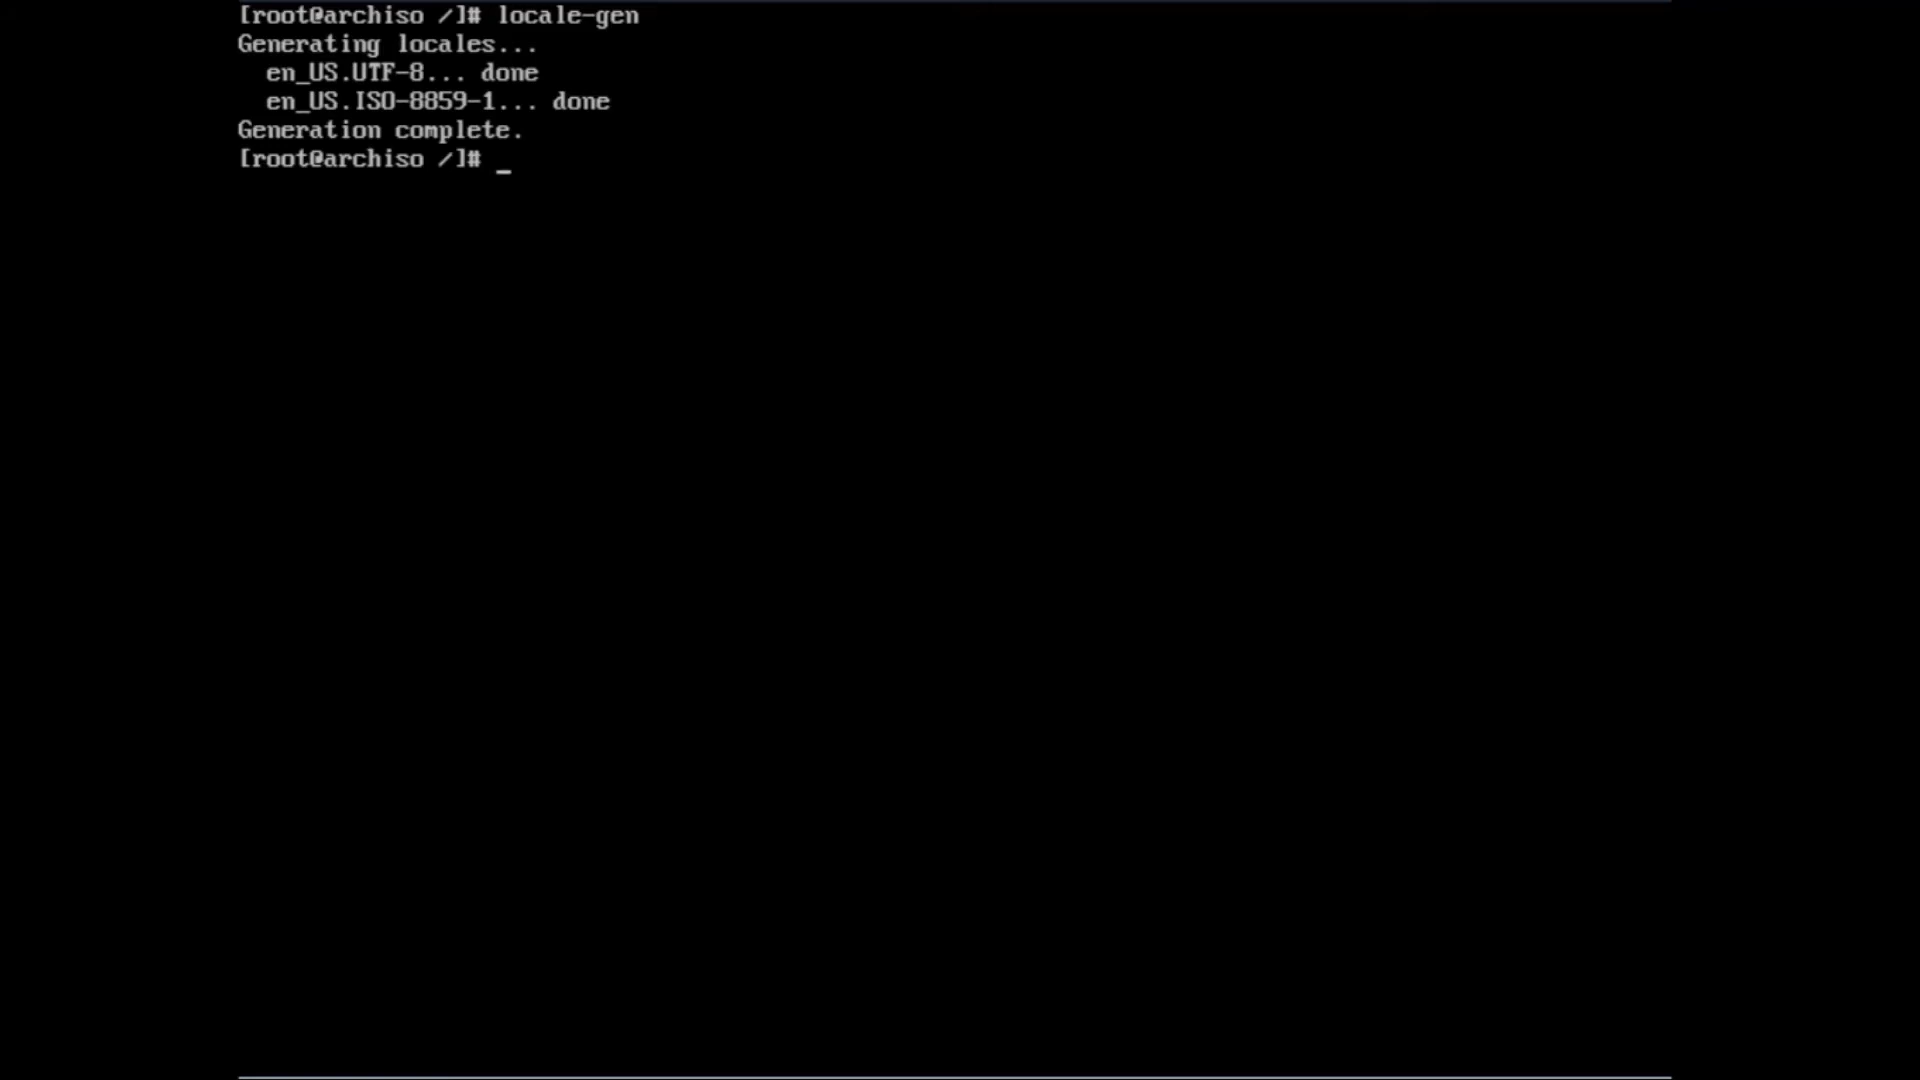 [root@archiso /]# locale-gen
Generating locales...
  en_US.UTF-8... done
  en_US.ISO-8859-1... done
Generation complete.
[root@archiso /]# _